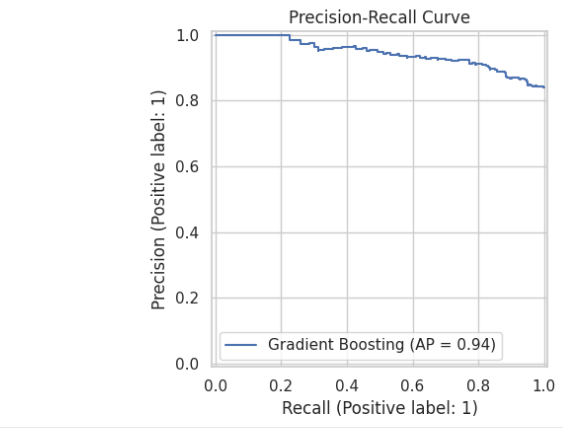 Precision-Recall Curve
1.0
0.8
0.6
0.4
0.2
0.0
Precision (Positive label: 1)
Gradient Boosting (AP = 0.94)
0.0 0.2 0.4 0.6 0.8 1.0
Recall (Positive label: 1)